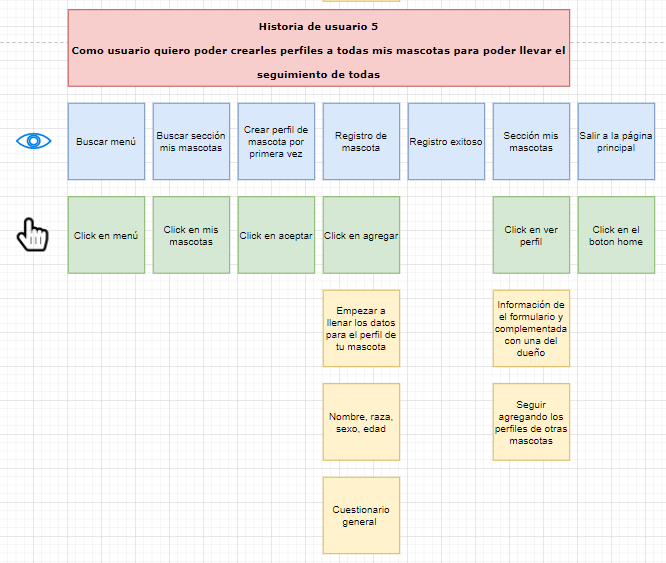 Historia de usuario 5
Como usuario quiero poder crearles perfiles a todas mis mascotas para poder llevar el
seguimiento de todas
Buscar menú
Buscar sección
mis mascotas
Crear perfil de
mascota por
primera vez
Registro de
mascota
Registro exitoso
Sección mis
mascotas
Salir a la página
principal
Click en menú
Click en mis
mascotas
Click en aceptar
Click en agregar
Click en ver
perfil
Click en el
boton home
Empezar a
llenar los datos
para el perfil de
tu mascota
Información de
el formulario y
complementada
con una del
dueño
Nombre, raza,
sexo, edad
Seguir
agregando los
perfiles de otras
mascotas
Cuestionario
general